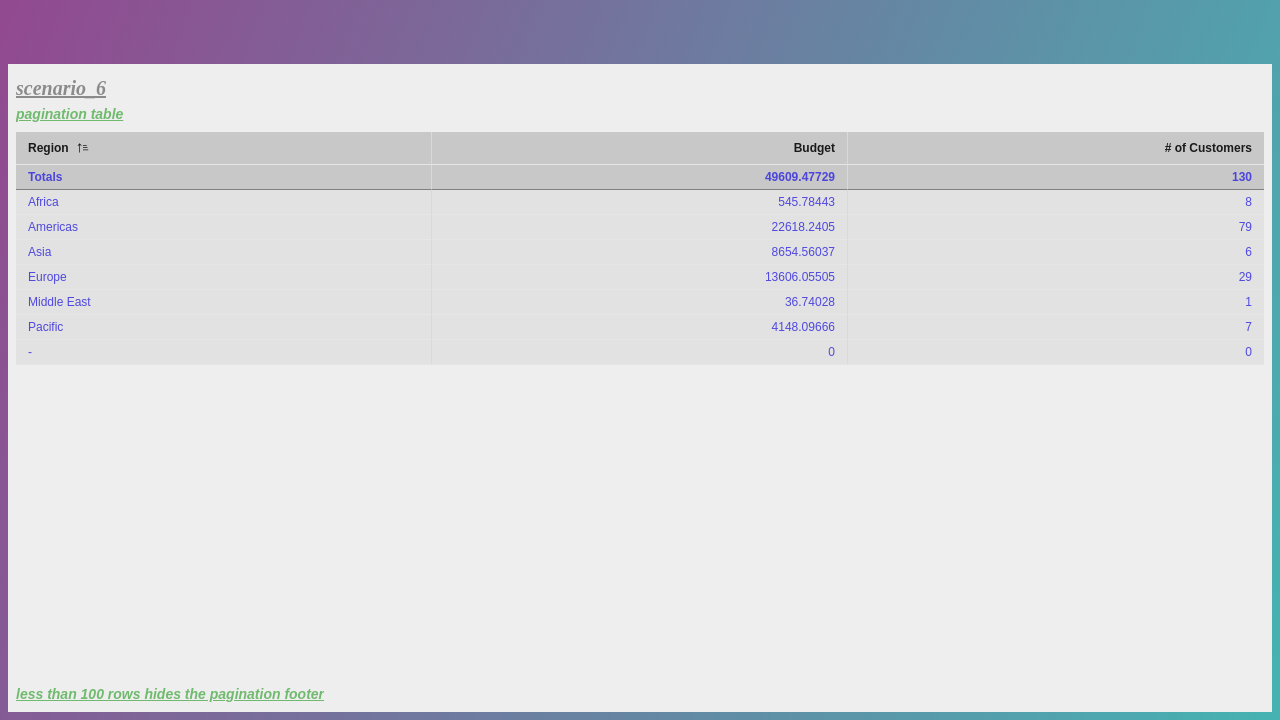 scenario_6
pagination table
Region Budget # of Customers
Totals 49609.47729 130
Africa 545.78443 8
Americas 22618.2405 79
Asia 8654.56037 6
Europe 13606.05505 29
Middle East 36.74028 1
Pacific 4148.09666 7
- 0 0
less than 100 rows hides the pagination footer